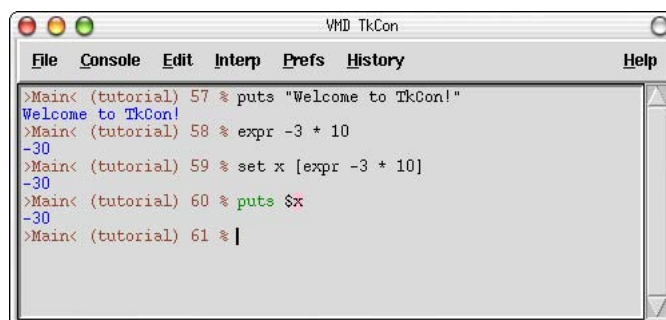 VMD TkCon
File Console Edit Interp Prefs History Help
>Main< (tutorial) 57 % puts "Welcome to TkCon!"
Welcome to TkCon!
>Main< (tutorial) 58 % expr -3 * 10
-30
>Main< (tutorial) 59 % set x [expr -3 * 10]
-30
>Main< (tutorial) 60 % puts $x
-30
>Main< (tutorial) 61 %